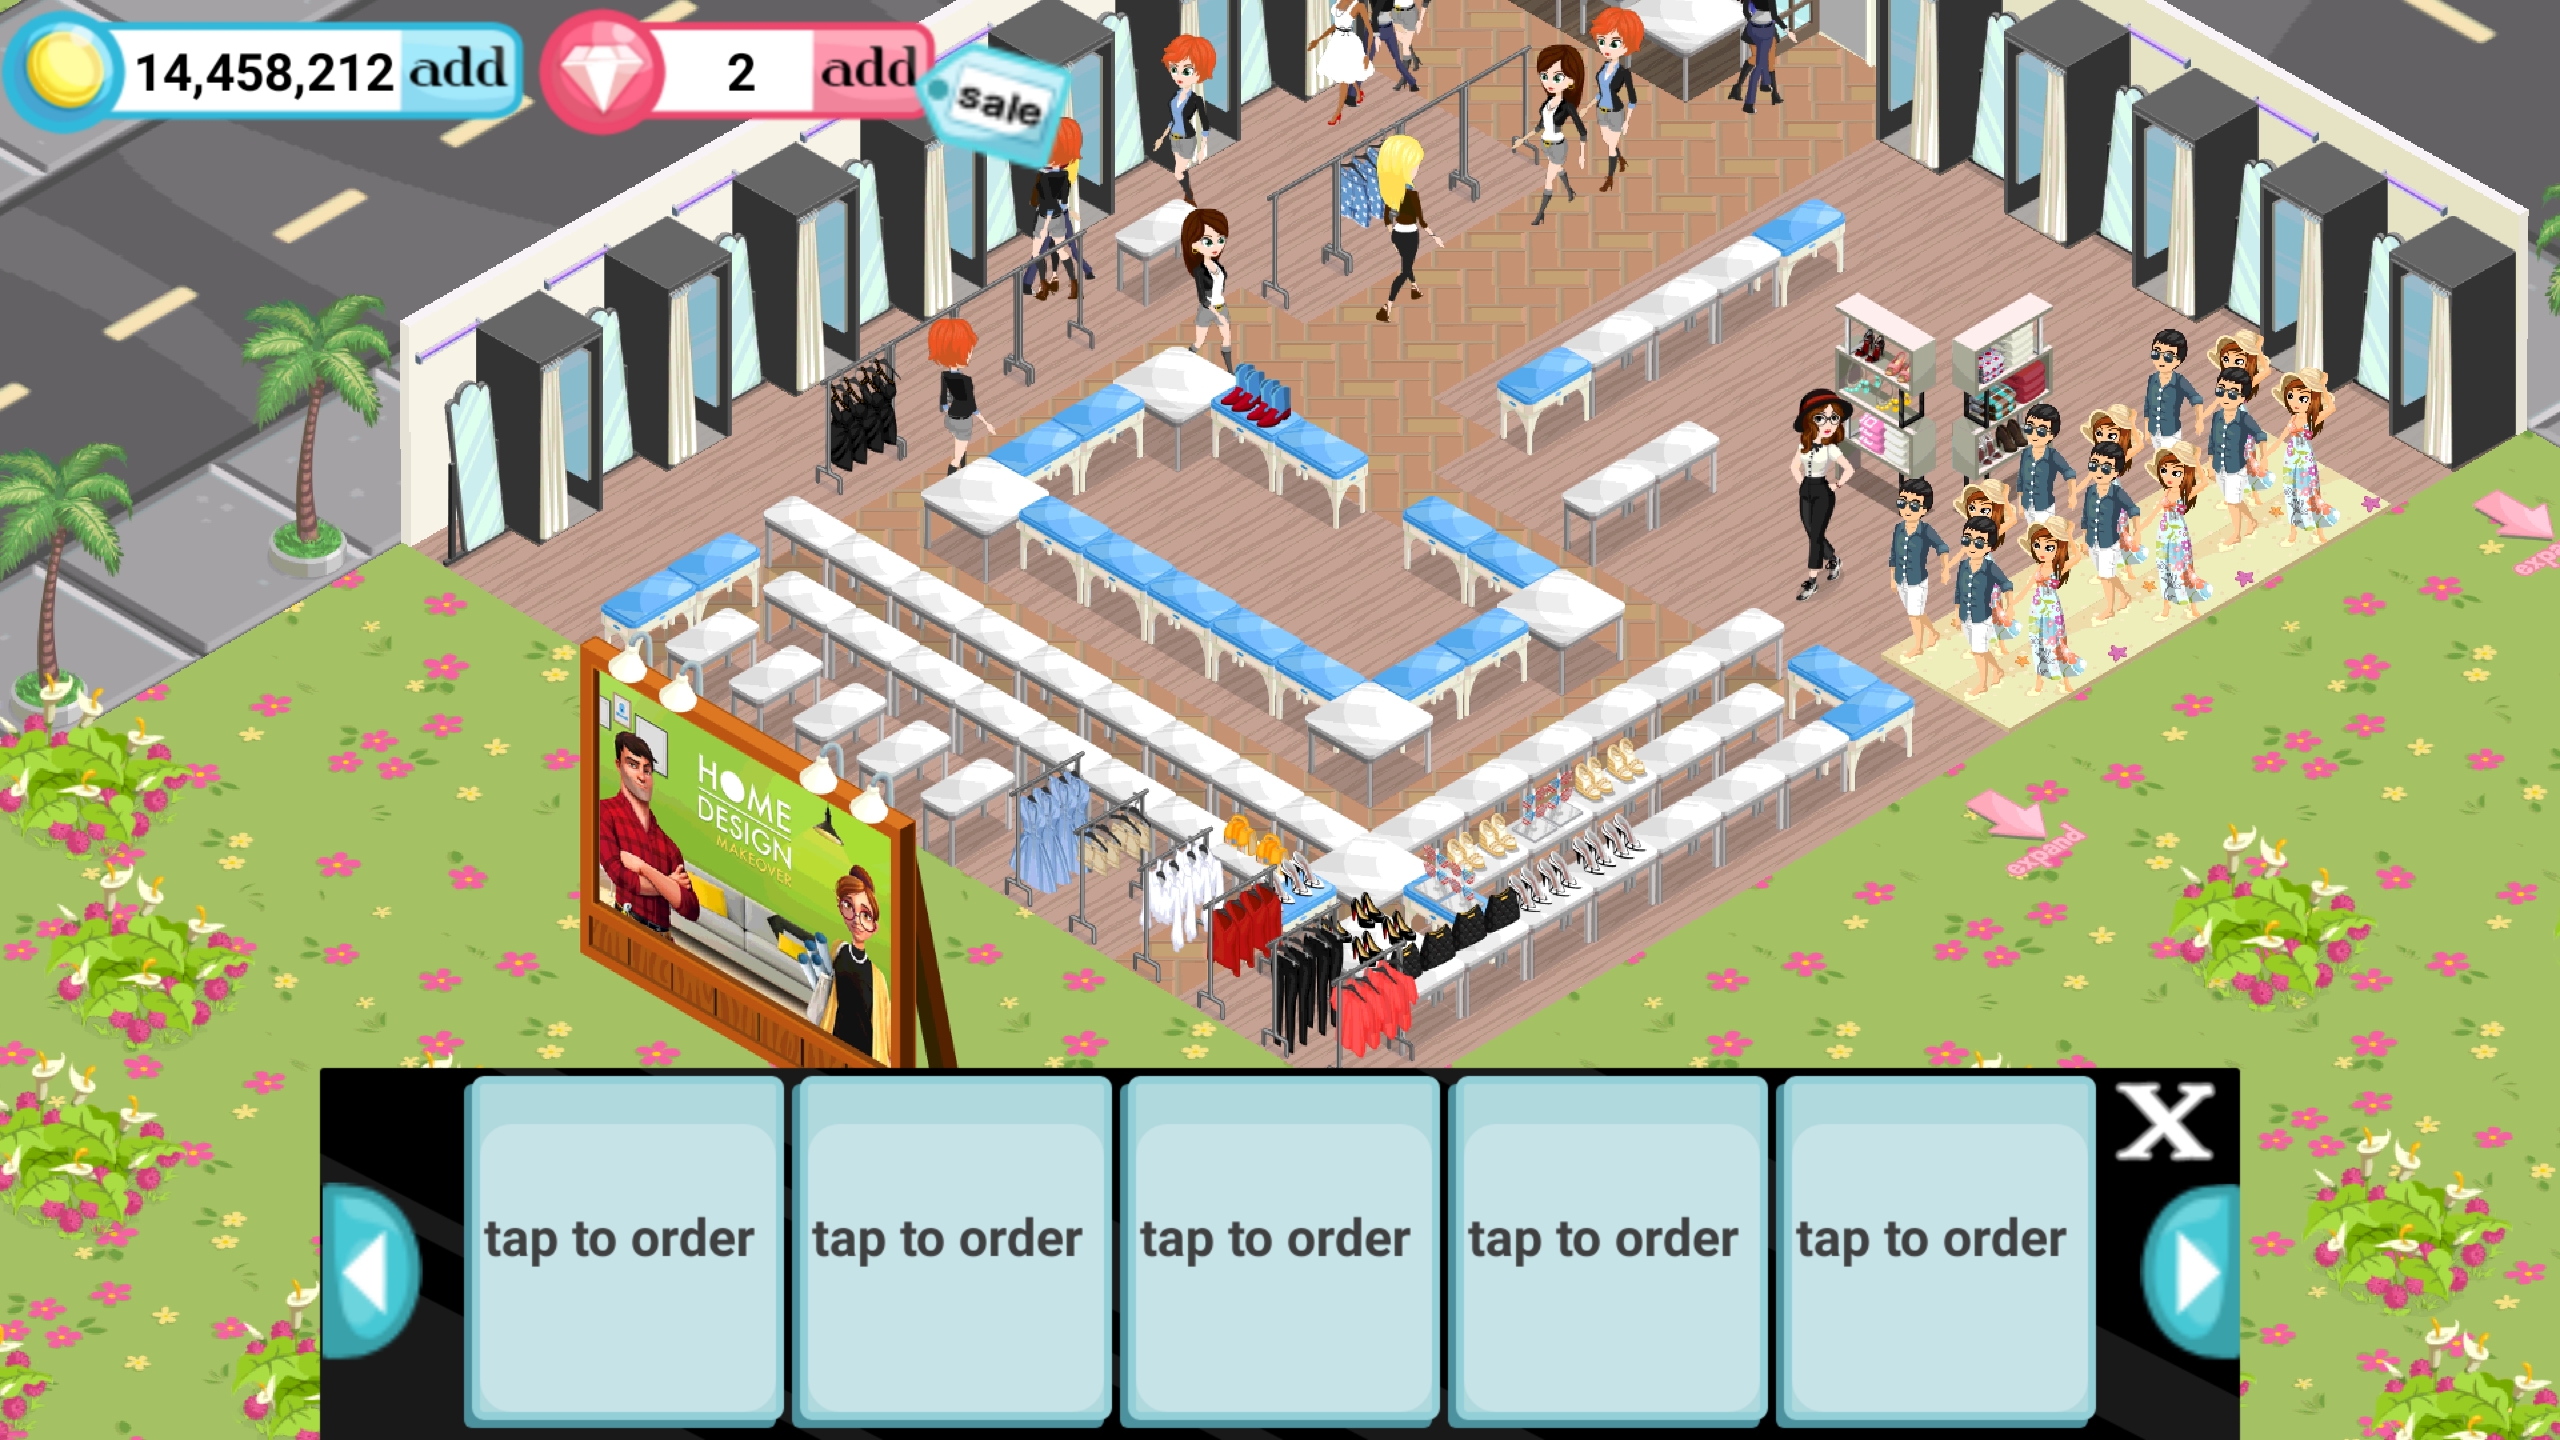 14,458,212 add
2 add
sale
HOME
DESIGN
MAKEOVER
expand
tap to order
tap to order
tap to order
tap to order
tap to order
X